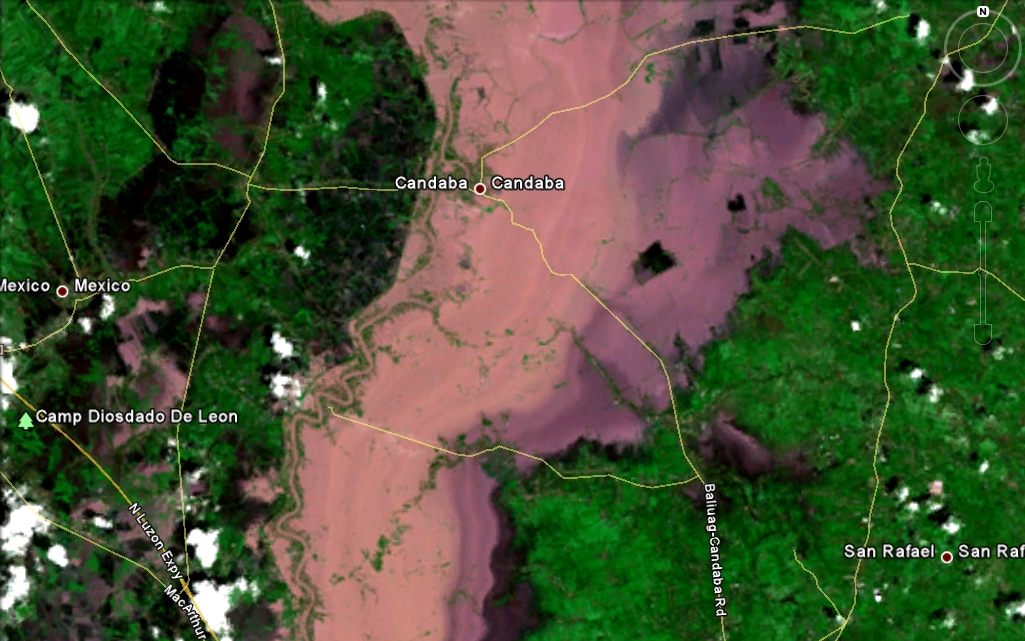 N
Candaba Candaba
Mexico Mexico
Camp Diosdado De Leon
N Luzon Expy
MacArthur
Baliuag-Candaba Rd
San Rafael San Raf